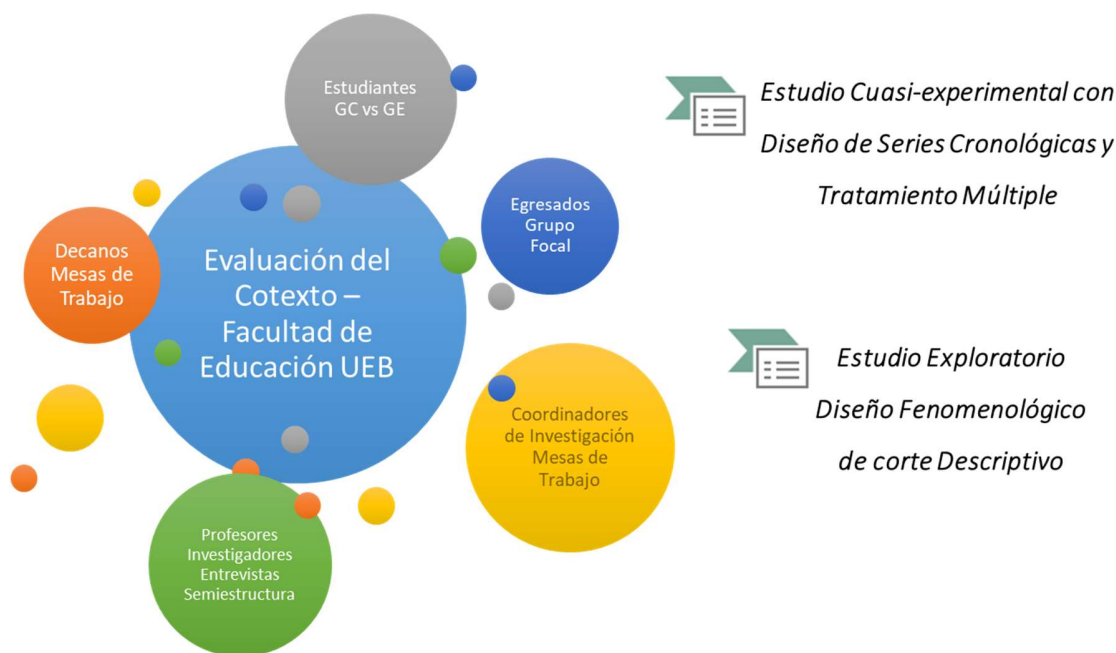 Estudiantes
GC vs GE
Decanos
Mesas de
Trabajo
Evaluación del
Cotexto –
Facultad de
Educación UEB
Egresados
Grupo
Focal
Coordinadores
de Investigación
Mesas de
Trabajo
Profesores
Investigadores
Entrevistas
Semiestructura
Estudio Cuasi-experimental con
Diseño de Series Cronológicas y
Tratamiento Múltiple
Estudio Exploratorio
Diseño Fenomenológico
de corte Descriptivo